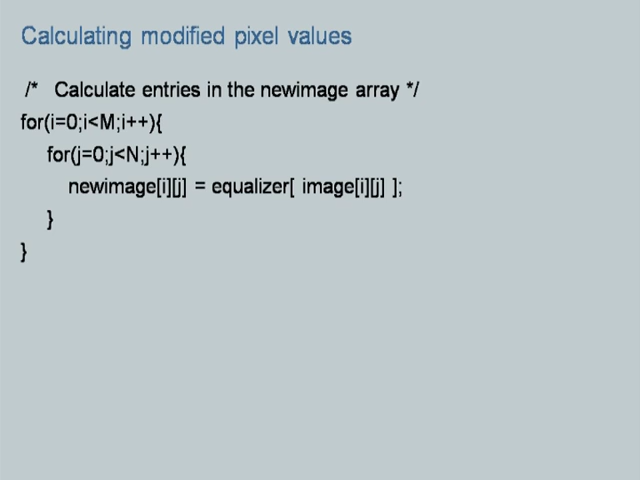 Calculating modified pixel values
/* Calculate entries in the newimage array */
for(i=0;i<M;i++){
for(j=0;j<N;j++){
newimage[i][j] = equalizer[ image[i][j] ];
}
}